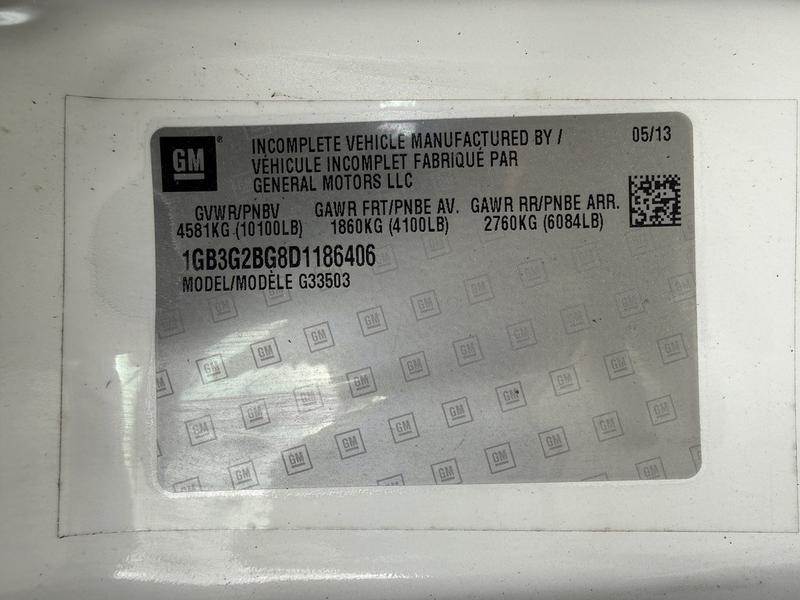 GM® INCOMPLETE VEHICLE MANUFACTURED BY / 05/13
VÉHICULE INCOMPLET FABRIQUÉ PAR
GENERAL MOTORS LLC
GVWR/PNBV GAWR FRT/PNBE AV. GAWR RR/PNBE ARR.
4581KG (10100LB) 1860KG (4100LB) 2760KG (6084LB)
1GB3G2BG8D1186406
MODEL/MODÈLE G33503